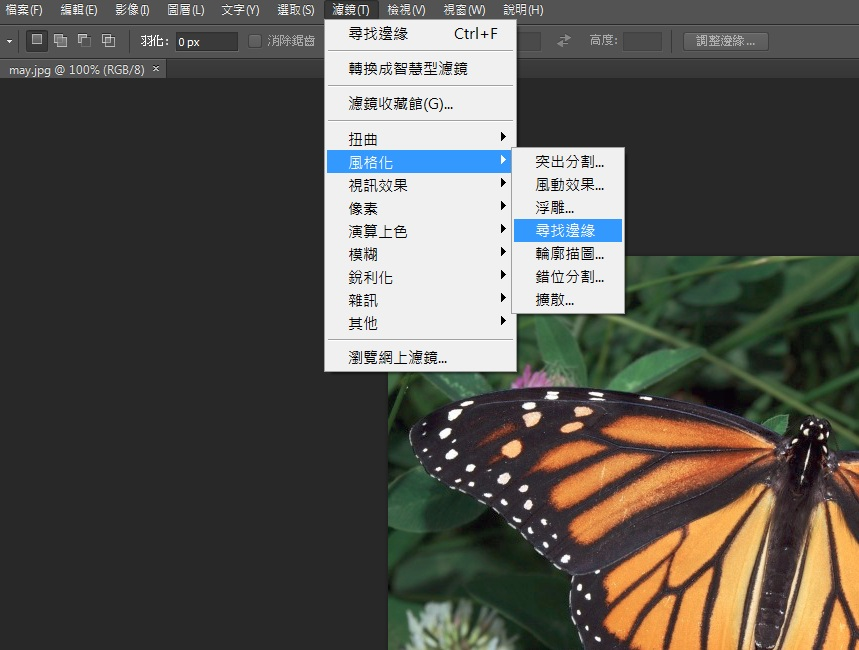 檔案(F) 編輯(E) 影像(I) 圖層(L) 文字(Y) 選取(S) 濾鏡(T) 檢視(V) 視窗(W) 說明(H)
羽化: 0 px 消除鋸齒 高度: 調整邊緣...
may.jpg @ 100% (RGB/8) ×
尋找邊緣 Ctrl+F
轉換成智慧型濾鏡
濾鏡收藏館(G)...
扭曲
風格化
視訊效果
像素
演算上色
模糊
銳利化
雜訊
其他
瀏覽網上濾鏡...
突出分割...
風動效果...
浮雕...
尋找邊緣
輪廓描圖...
錯位分割...
擴散...